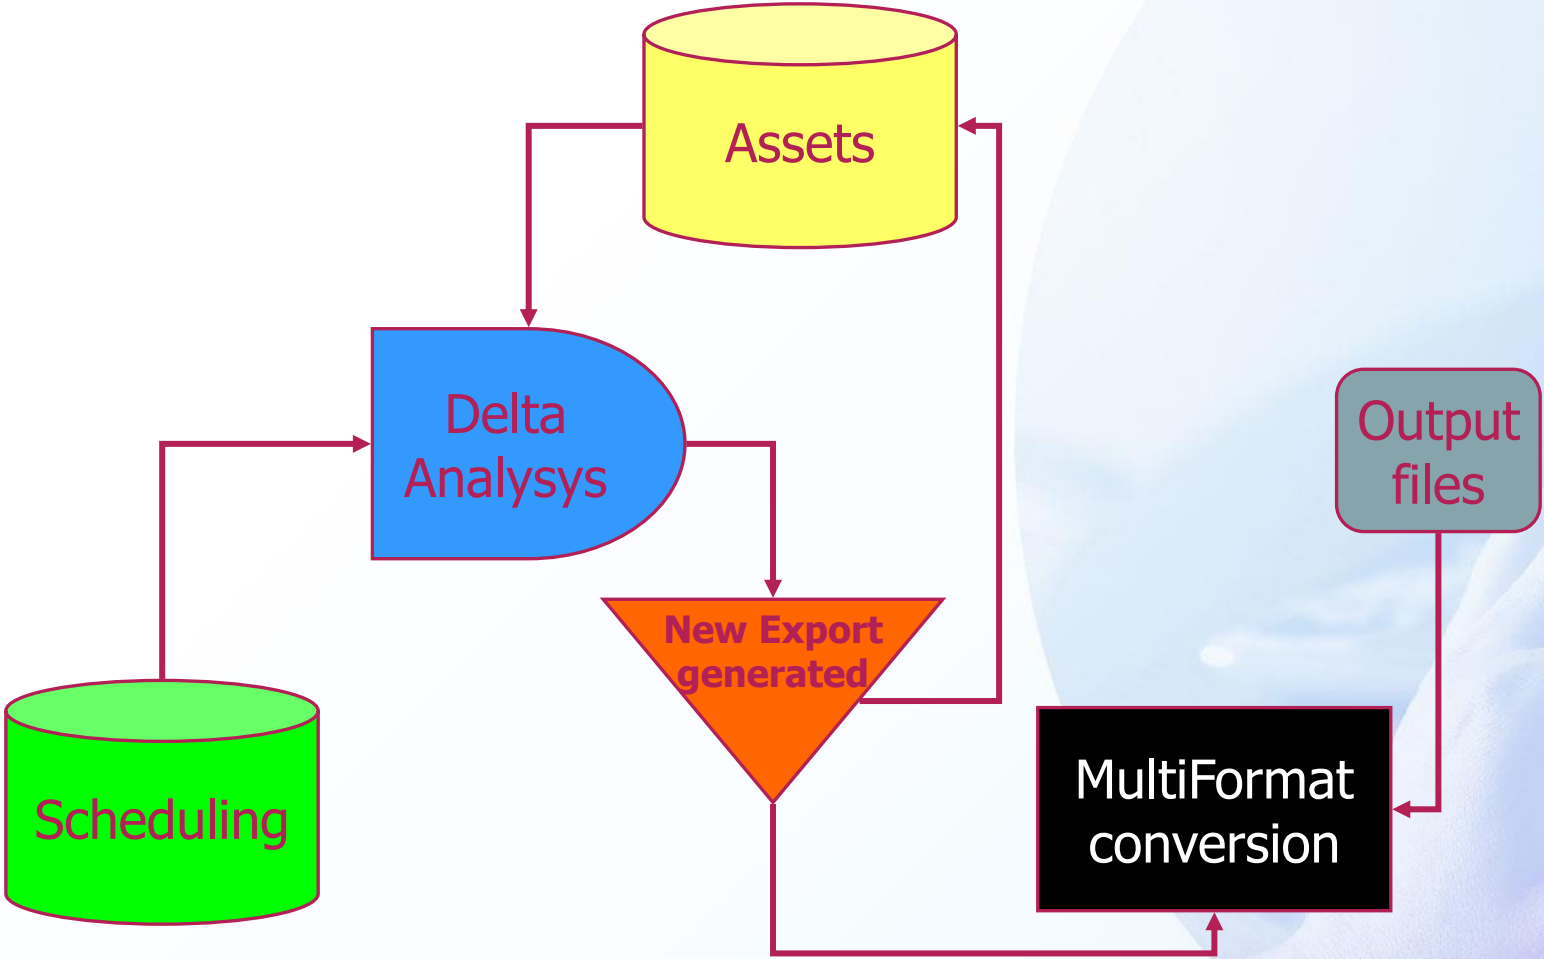 Assets
Delta
Analysys
Output
files
New Export
generated
MultiFormat
conversion
Scheduling